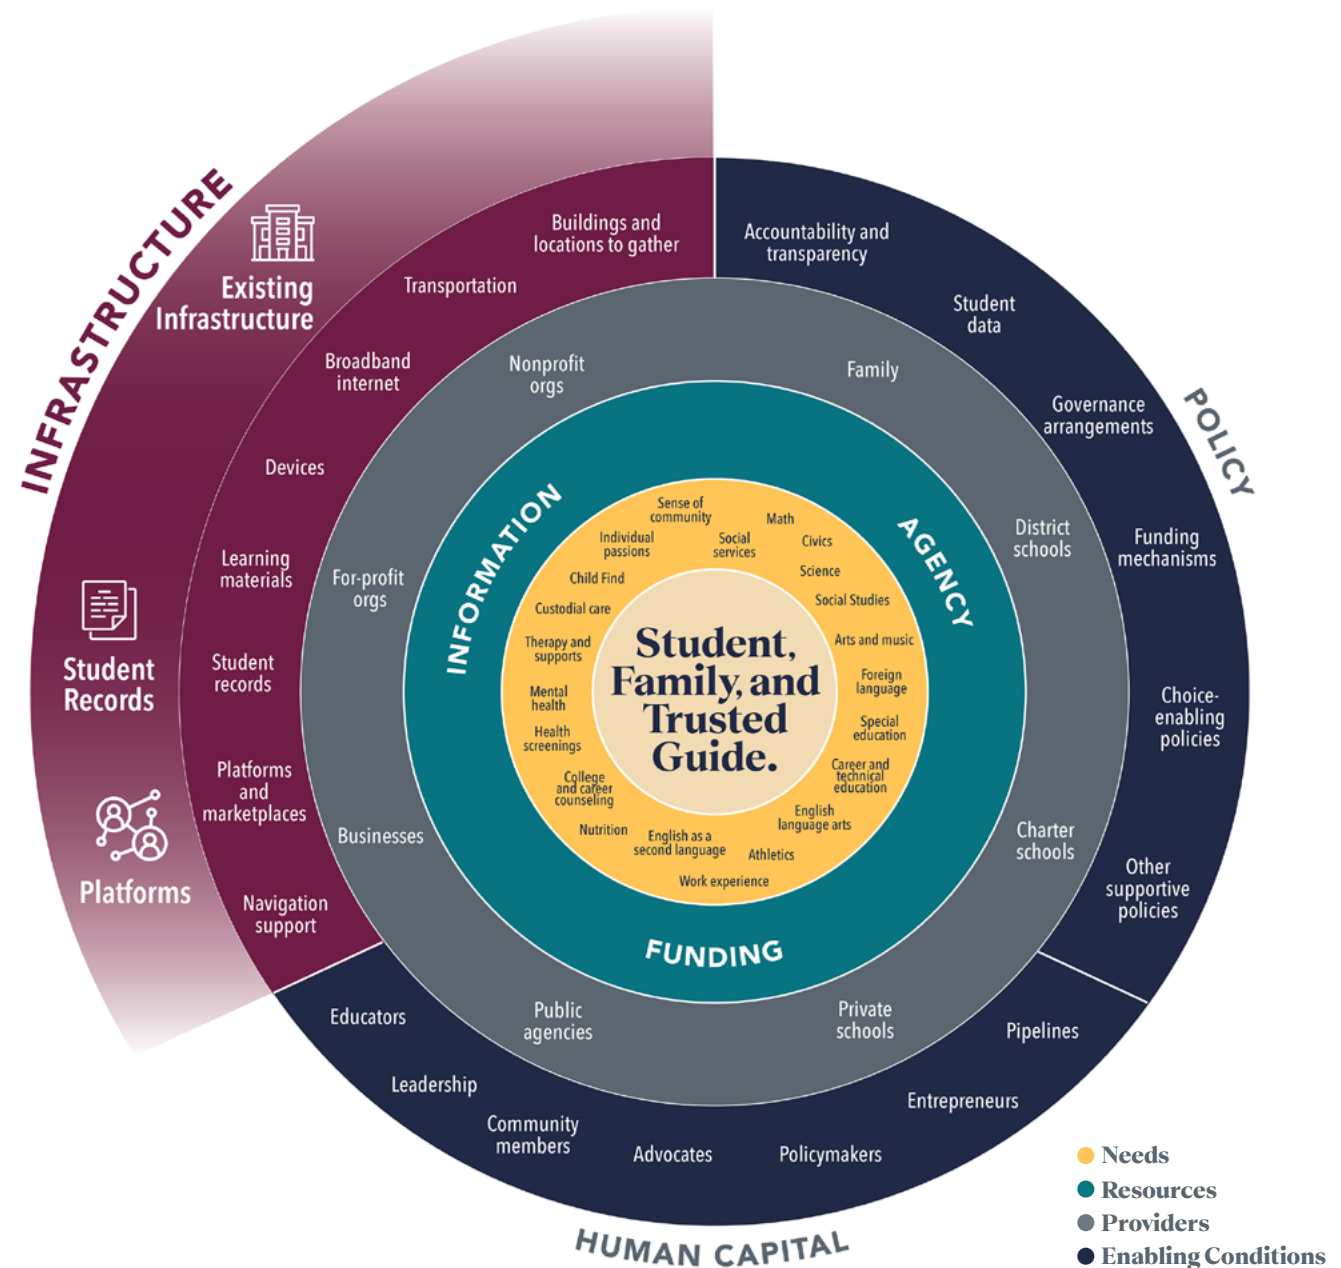 INFRASTRUCTURE
Existing
Infrastructure
Student
Records
Platforms
Buildings and
locations to gather
Transportation
Broadband
internet
Devices
Learning
materials
Student
records
Platforms
and
marketplaces
Navigation
support
POLICY
Accountability and
transparency
Student
data
Governance
arrangements
Funding
mechanisms
Choice-
enabling
policies
Other
supportive
policies
HUMAN CAPITAL
Educators
Leadership
Community
members
Advocates
Policymakers
Entrepreneurs
Pipelines
Nonprofit
orgs
For-profit
orgs
Businesses
Public
agencies
Private
schools
Charter
schools
District
schools
Family
INFORMATION
AGENCY
FUNDING
Sense of
community
Math
Individual
passions
Social
services
Civics
Child Find
Science
Custodial care
Social Studies
Therapy and
supports
Arts and music
Mental
health
Foreign
language
Health
screenings
Special
education
College
and career
counseling
Career and
technical
education
Nutrition
English as a
second language
English
language arts
Athletics
Work experience
Student,
Family, and
Trusted
Guide.
Needs
Resources
Providers
Enabling Conditions